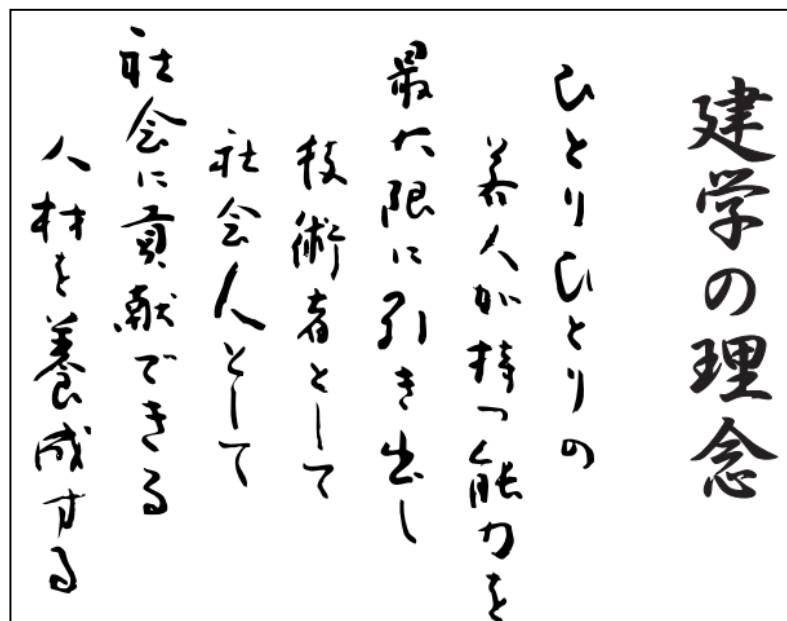 建学の理念
ひとりひとりの
若人が持つ能力を
最大限に引き出し
技術者として
社会人として
社会に貢献できる
人材を養成する